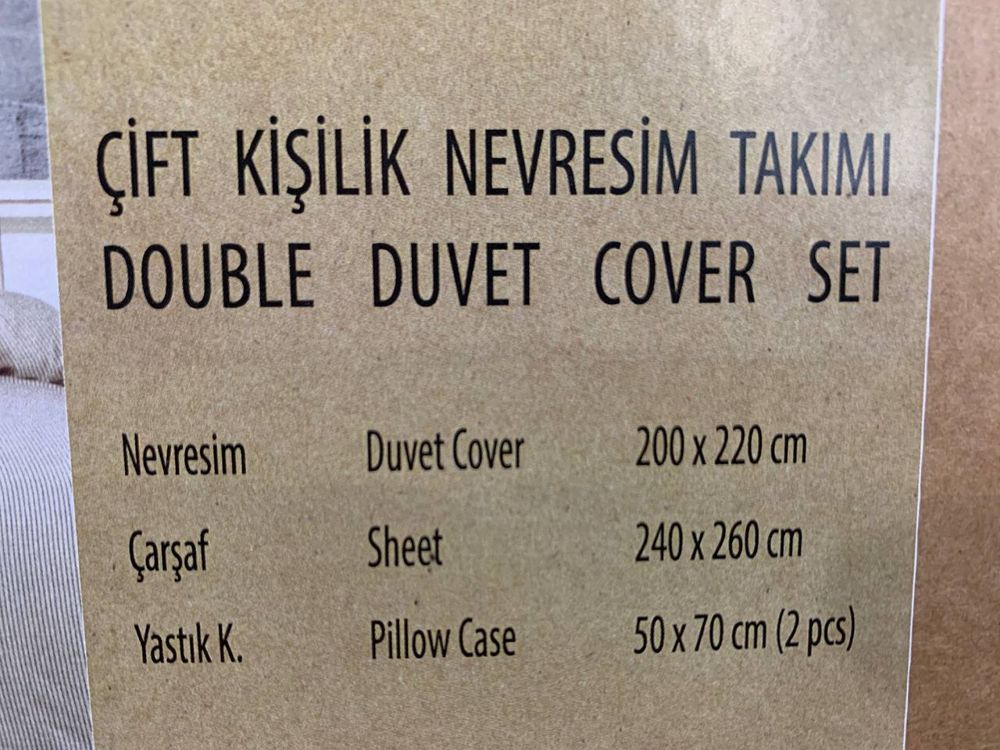 ÇİFT KİŞİLİK NEVRESİM TAKIMI
DOUBLE DUVET COVER SET
Nevresim Duvet Cover 200 x 220 cm
Çarşaf Sheet 240 x 260 cm
Yastık K. Pillow Case 50 x 70 cm (2 pcs)